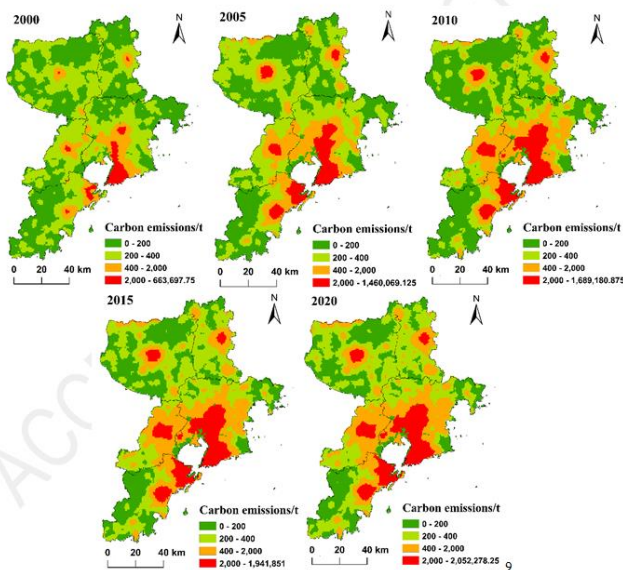 2000
N
Carbon emissions/t
0 - 200
200 - 400
400 - 2,000
2,000 - 663,697.75
0 20 40 km
2005
N
Carbon emissions/t
0 - 200
200 - 400
400 - 2,000
2,000 - 1,460,069.125
0 20 40 km
2010
N
Carbon emissions/t
0 - 200
200 - 400
400 - 2,000
2,000 - 1,689,180.875
0 20 40 km
2015
N
Carbon emissions/t
0 - 200
200 - 400
400 - 2,000
2,000 - 1,941,851
0 20 40 km
2020
N
Carbon emissions/t
0 - 200
200 - 400
400 - 2,000
2,000 - 2,052,278.25
0 20 40 km
9
ACC